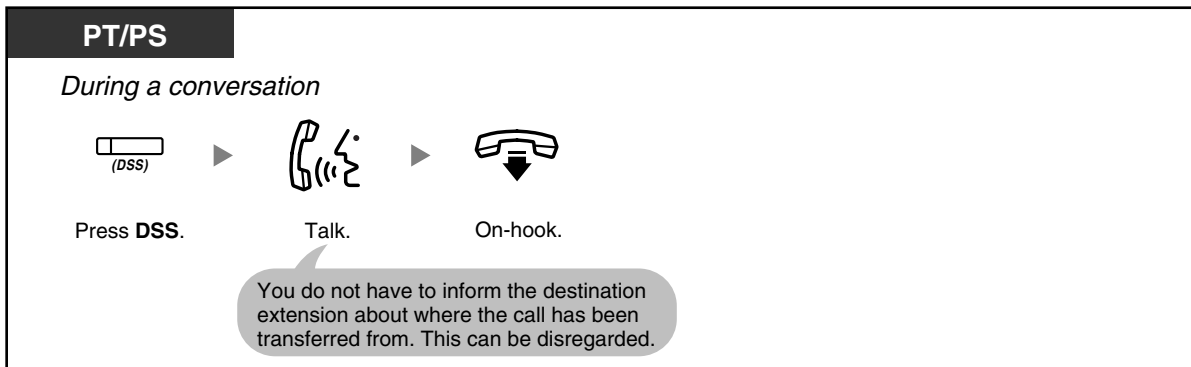 PT/PS
During a conversation
(DSS)
Press DSS.
Talk.
On-hook.
You do not have to inform the destination
extension about where the call has been
transferred from. This can be disregarded.